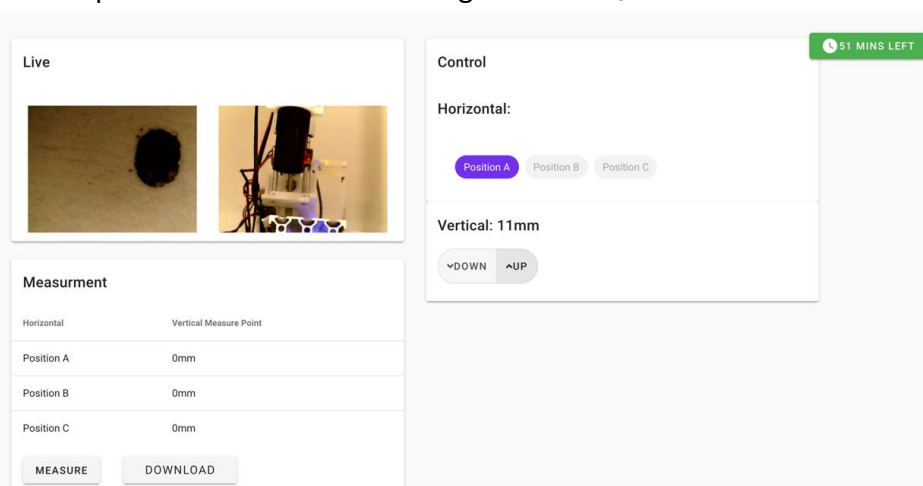 51 MINS LEFT
Live
Control
Horizontal:
Position A Position B Position C
Vertical: 11mm
DOWN UP
Measurment
Horizontal Vertical Measure Point
Position A 0mm
Position B 0mm
Position C 0mm
MEASURE DOWNLOAD